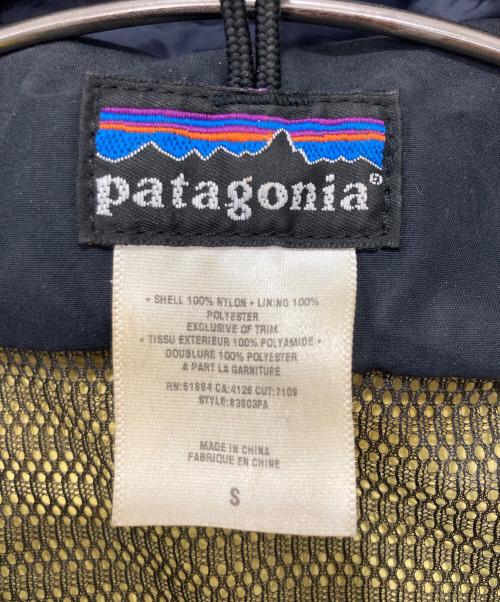 patagonia®
• SHELL 100% NYLON • LINING 100%
POLYESTER
EXCLUSIVE OF TRIM
• TISSU EXTERIEUR 100% POLYAMIDE •
DOUBLURE 100% POLYESTER
A PART LA GARNITURE
RN:51884 CA:4126 CUT:7109
STYLE:83803FA
MADE IN CHINA
FABRIQUE EN CHINE
S